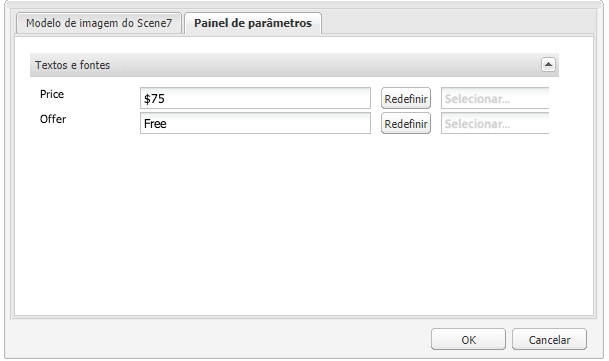 Modelo de imagem do Scene7 Painel de parâmetros
Textos e fontes
Price $75 Redefinir Selecionar...
Offer Free Redefinir Selecionar...
OK Cancelar